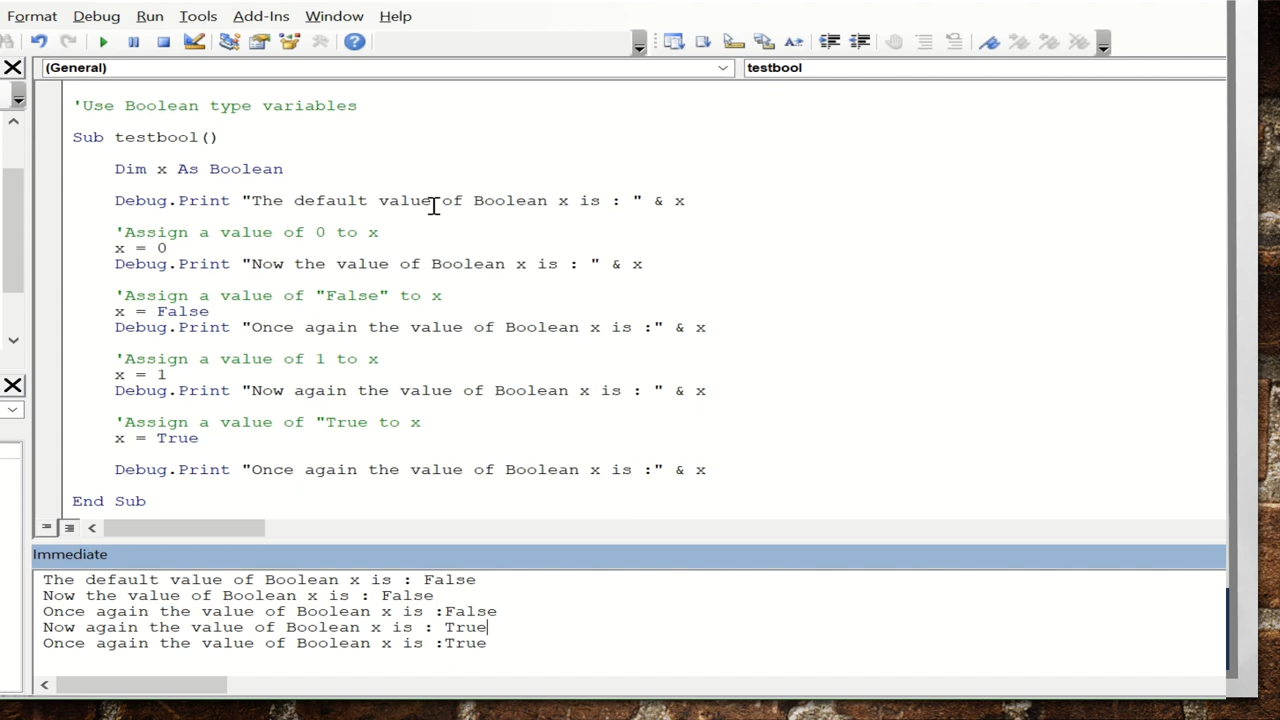 Format Debug Run Tools Add-Ins Window Help
(General) testbool
'Use Boolean type variables
Sub testbool()
Dim x As Boolean
Debug.Print "The default value of Boolean x is : " & x
'Assign a value of 0 to x
x = 0
Debug.Print "Now the value of Boolean x is : " & x
'Assign a value of "False" to x
x = False
Debug.Print "Once again the value of Boolean x is :" & x
'Assign a value of 1 to x
x = 1
Debug.Print "Now again the value of Boolean x is : " & x
'Assign a value of "True to x
x = True
Debug.Print "Once again the value of Boolean x is :" & x
End Sub
Immediate
The default value of Boolean x is : False
Now the value of Boolean x is : False
Once again the value of Boolean x is :False
Now again the value of Boolean x is : True
Once again the value of Boolean x is :True